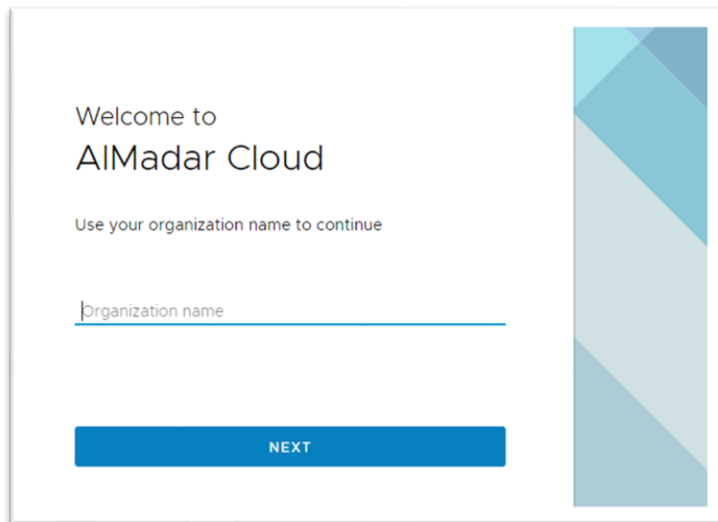 Welcome to
AlMadar Cloud
Use your organization name to continue
Organization name
NEXT